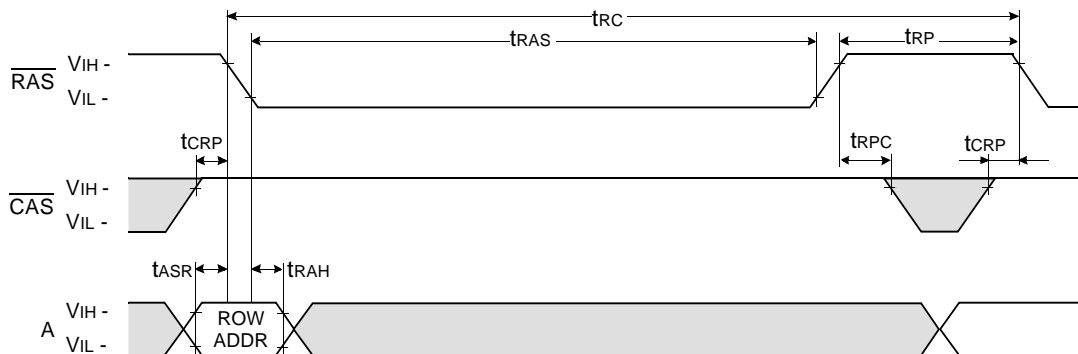 tRC
tRAS
tRP
RAS
VIH -
VIL -
tCRP
tRPC
tCRP
CAS
VIH -
VIL -
tASR
tRAH
A
VIH -
VIL -
ROW
ADDR